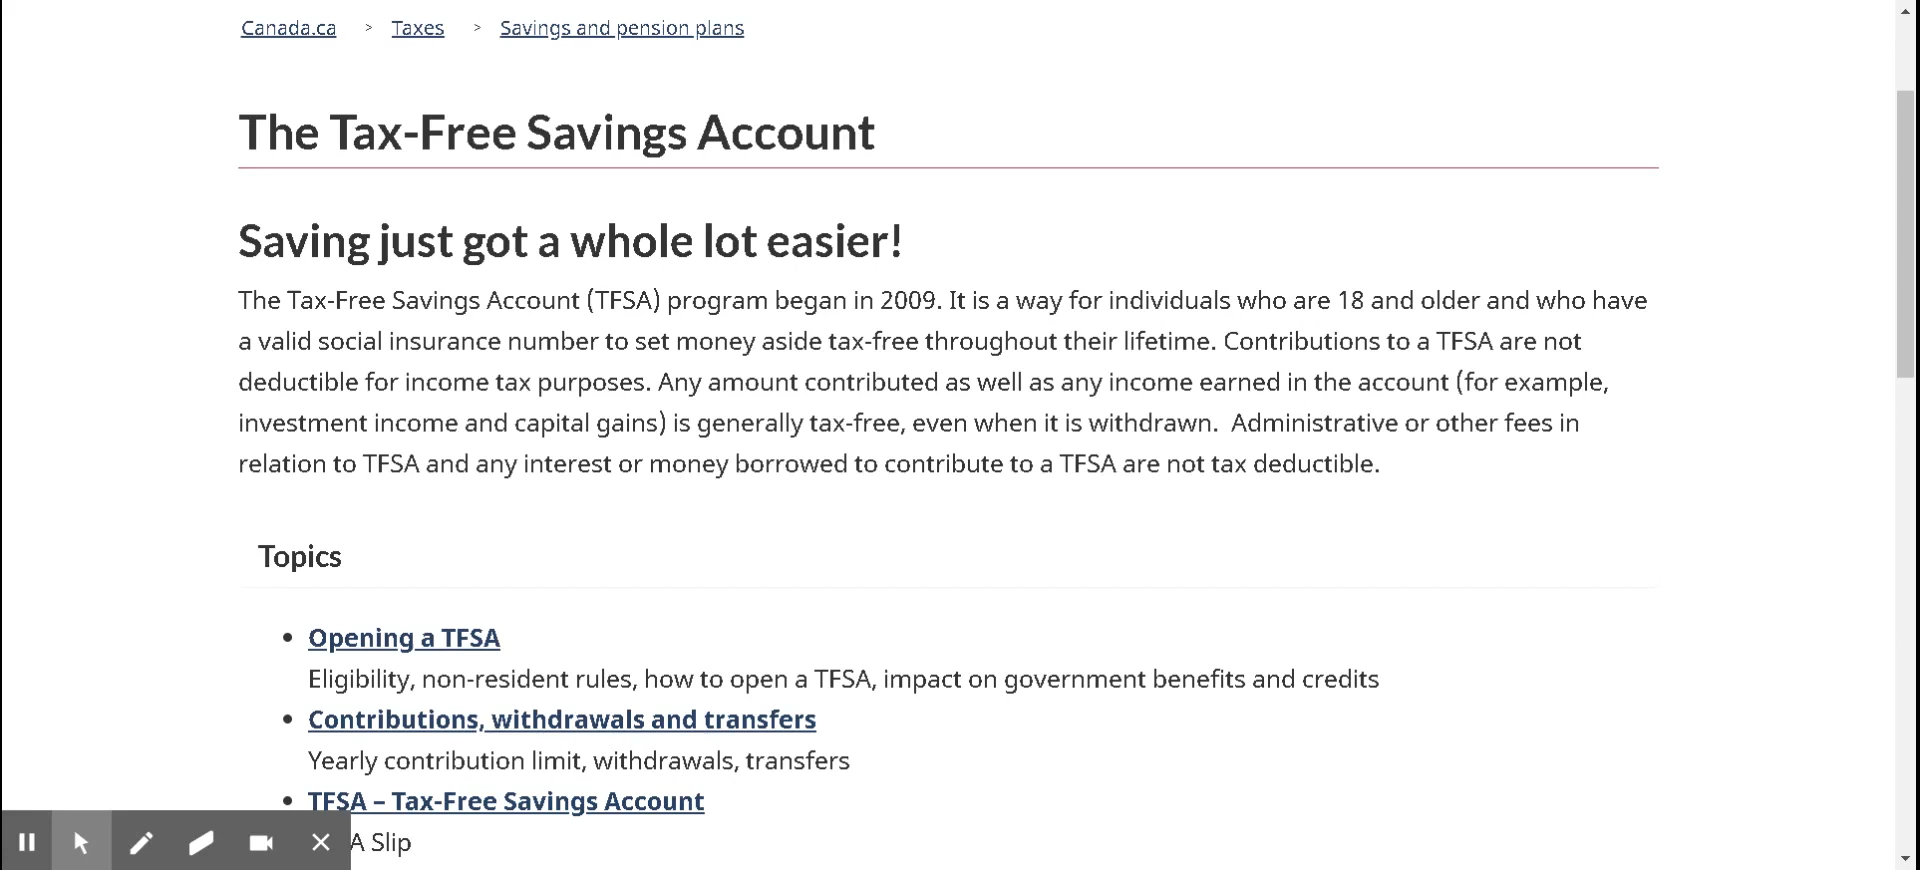 Canada.ca > Taxes > Savings and pension plans
The Tax-Free Savings Account
Saving just got a whole lot easier!
The Tax-Free Savings Account (TFSA) program began in 2009. It is a way for individuals who are 18 and older and who have
a valid social insurance number to set money aside tax-free throughout their lifetime. Contributions to a TFSA are not
deductible for income tax purposes. Any amount contributed as well as any income earned in the account (for example,
investment income and capital gains) is generally tax-free, even when it is withdrawn.  Administrative or other fees in
relation to TFSA and any interest or money borrowed to contribute to a TFSA are not tax deductible.
Topics
• Opening a TFSA
Eligibility, non-resident rules, how to open a TFSA, impact on government benefits and credits
• Contributions, withdrawals and transfers
Yearly contribution limit, withdrawals, transfers
• TFSA – Tax-Free Savings Account
A Slip